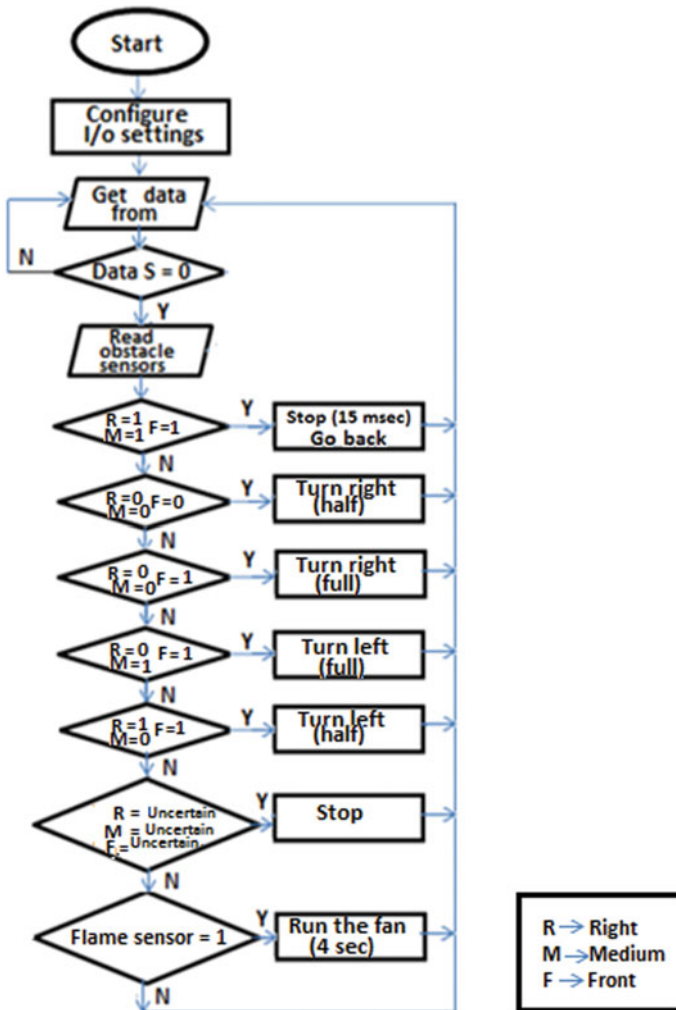 Start
Configure
I/o settings
Get data
from
N
Data S = 0
Y
Read
obstacle
sensors
R =1
M=1 F=1
Y
Stop (15 msec)
Go back
N
R =0
M=0 F=0
Y
Turn right
(half)
N
R = 0
M = 0 F = 1
Y
Turn right
(full)
N
R = 0
M = 1 F = 1
Y
Turn left
(full)
N
R = 1
M=0 F=1
Y
Turn left
(half)
N
R = Uncertain
M = Uncertain
F = Uncertain
Y
Stop
N
Flame sensor = 1
Y
Run the fan
(4 sec)
N
R → Right
M → Medium
F → Front